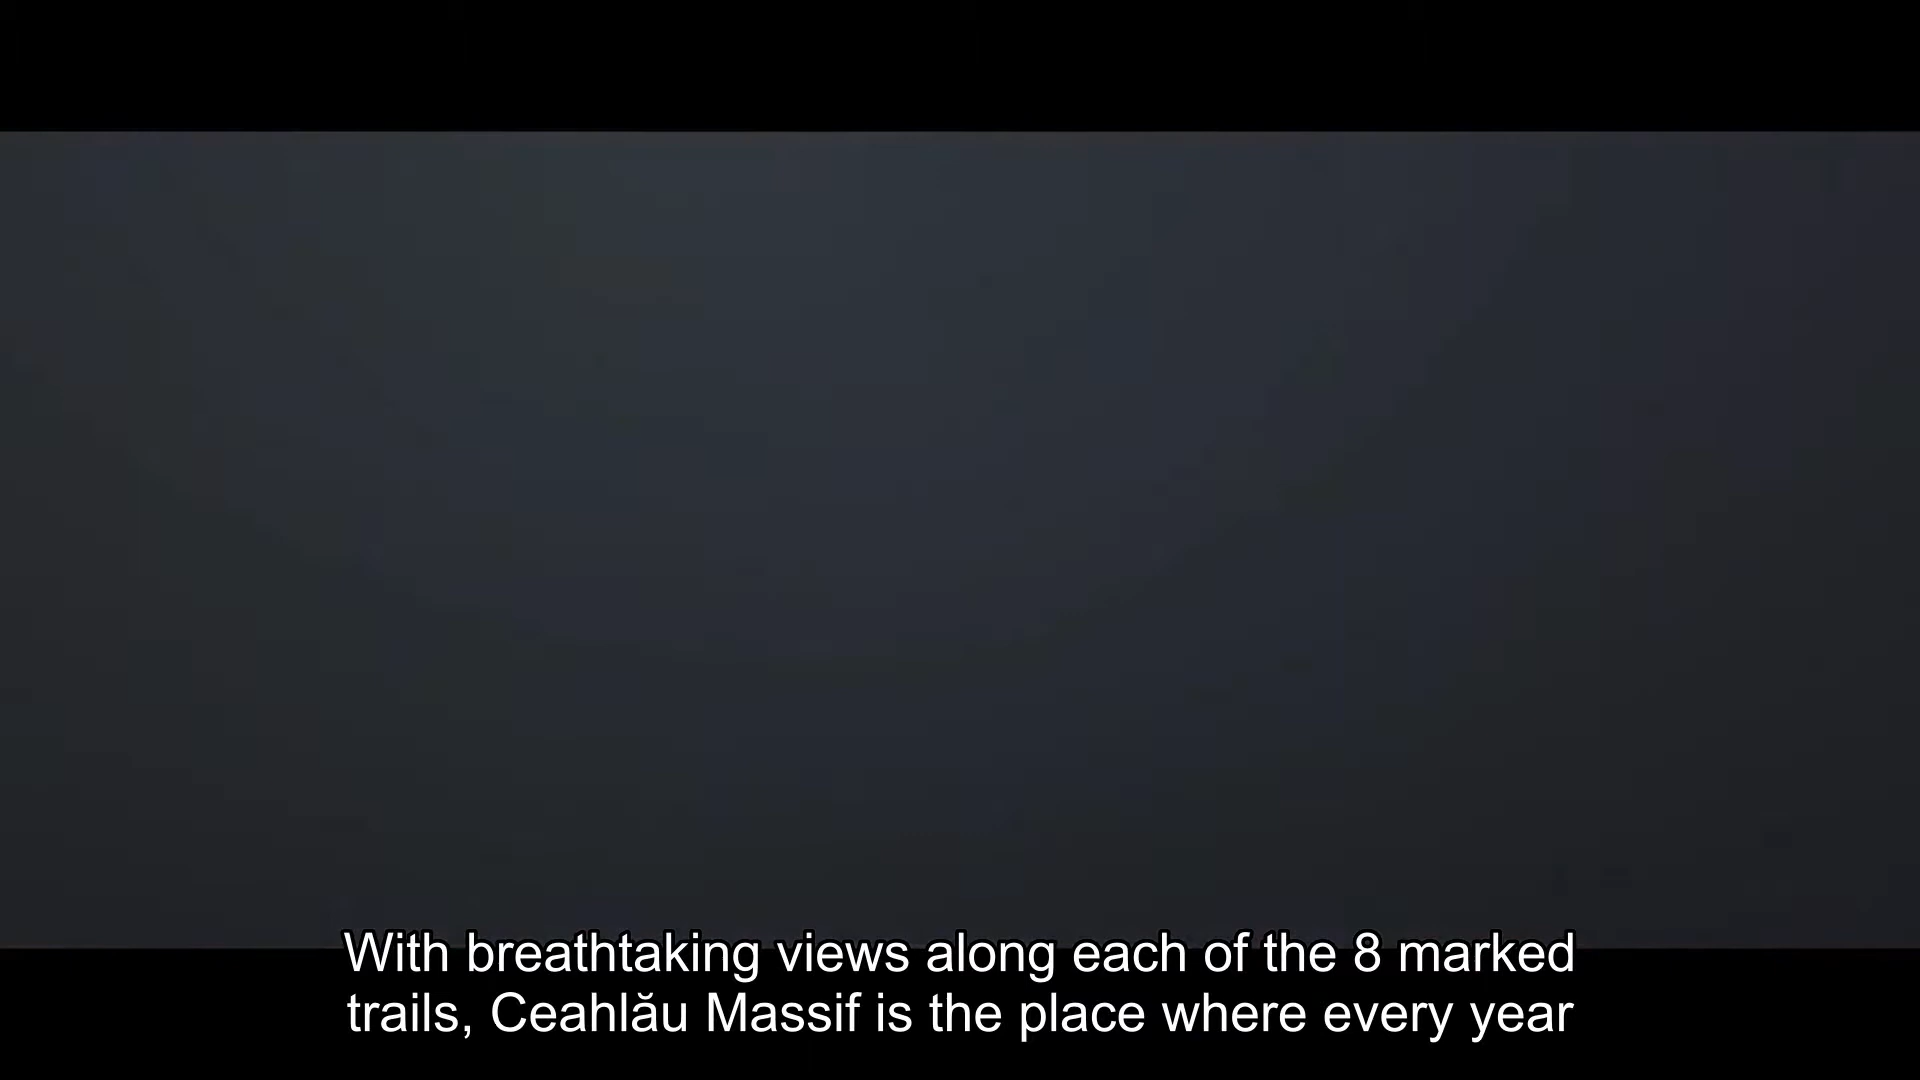 With breathtaking views along each of the 8 marked
trails, Ceahlău Massif is the place where every year